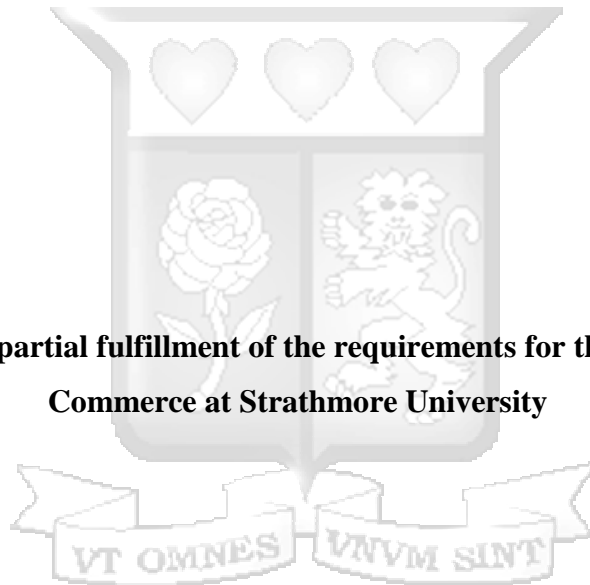 partial fulfillment of the requirements for th
Commerce at Strathmore University
VT OMNES VNVM SINT